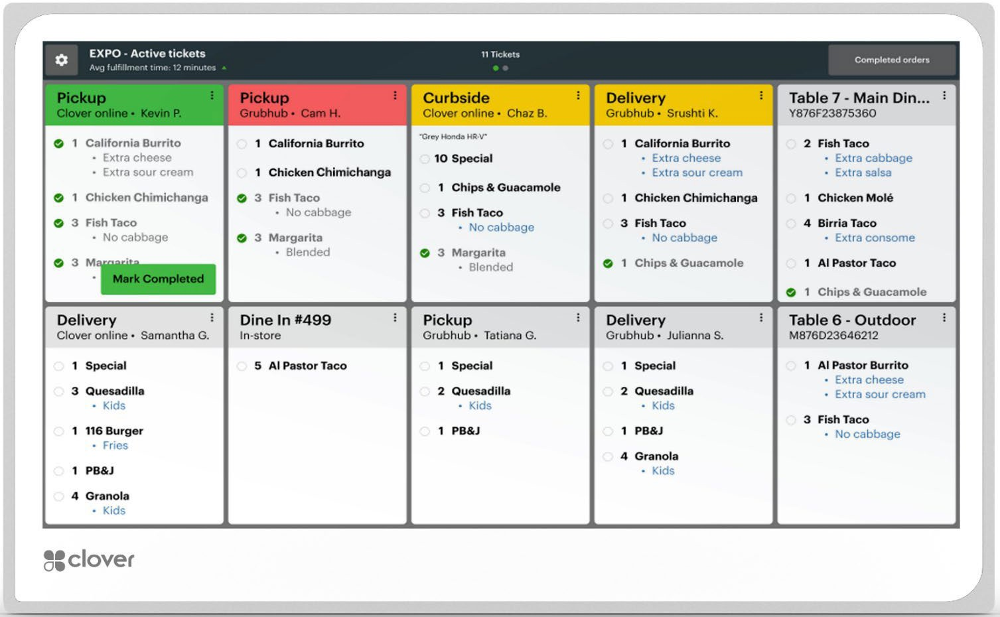 EXPO - Active tickets
Avg fulfillment time: 12 minutes
11 Tickets
Completed orders
Pickup
Clover online • Kevin P.
1 California Burrito
• Extra cheese
• Extra sour cream
1 Chicken Chimichanga
3 Fish Taco
• No cabbage
3 Margarita
•
Mark Completed
Pickup
Grubhub • Cam H.
1 California Burrito
1 Chicken Chimichanga
3 Fish Taco
• No cabbage
3 Margarita
• Blended
Curbside
Clover online • Chaz B.
"Grey Honda HR-V"
10 Special
1 Chips & Guacamole
3 Fish Taco
• No cabbage
3 Margarita
• Blended
Delivery
Grubhub • Srushti K.
1 California Burrito
• Extra cheese
• Extra sour cream
1 Chicken Chimichanga
3 Fish Taco
• No cabbage
1 Chips & Guacamole
Table 7 - Main Din...
Y876F23875360
2 Fish Taco
• Extra cabbage
• Extra salsa
1 Chicken Molé
4 Birria Taco
• Extra consome
1 Al Pastor Taco
1 Chips & Guacamole
Delivery
Clover online • Samantha G.
1 Special
3 Quesadilla
• Kids
1 116 Burger
• Fries
1 PB&J
4 Granola
• Kids
Dine In #499
In-store
5 Al Pastor Taco
Pickup
Grubhub • Tatiana G.
1 Special
2 Quesadilla
• Kids
1 PB&J
Delivery
Grubhub • Julianna S.
1 Special
2 Quesadilla
• Kids
1 PB&J
4 Granola
• Kids
Table 6 - Outdoor
M876D23646212
1 Al Pastor Burrito
• Extra cheese
• Extra sour cream
3 Fish Taco
• No cabbage
clover